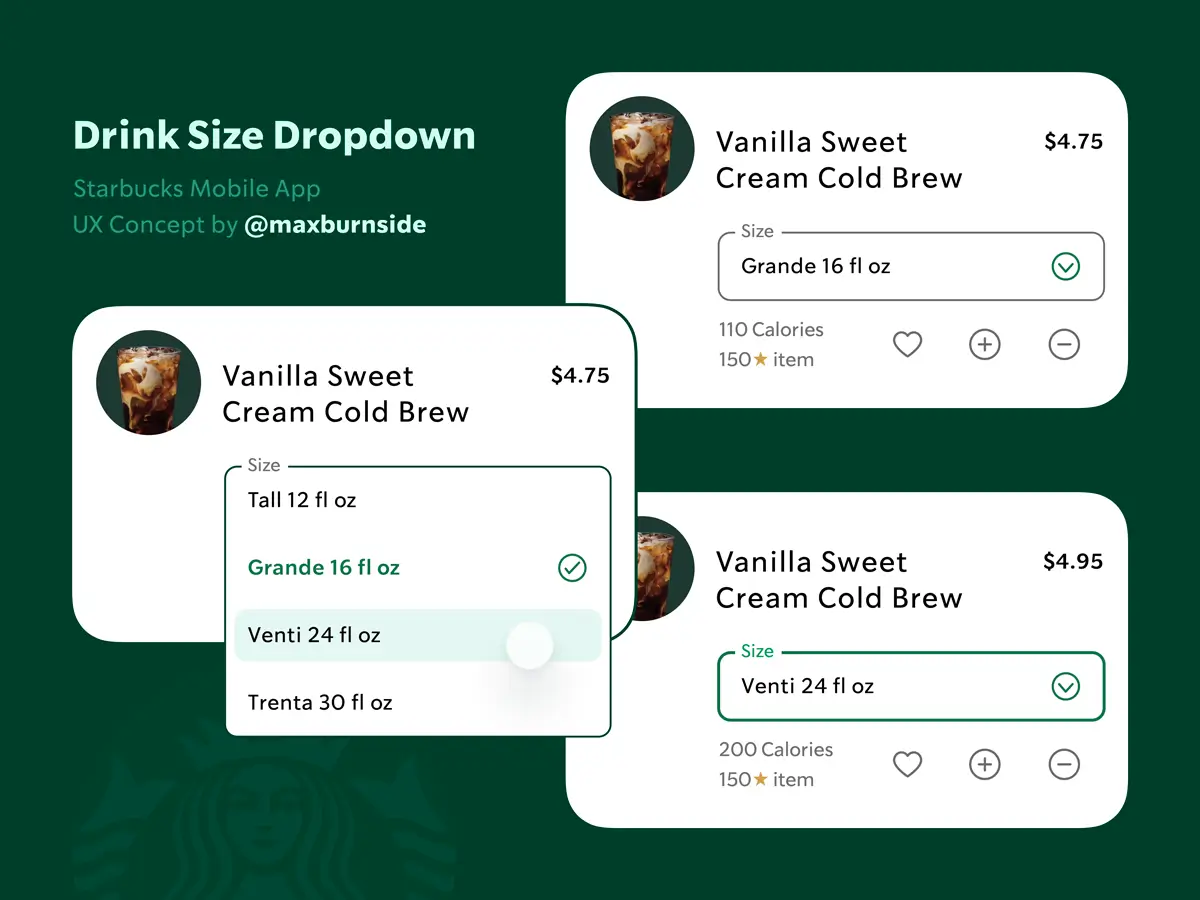 Drink Size Dropdown
Starbucks Mobile App
UX Concept by @maxburnside
Vanilla Sweet
Cream Cold Brew
$4.75
Size
Grande 16 fl oz
110 Calories
150★ item
Vanilla Sweet
Cream Cold Brew
$4.75
Size
Tall 12 fl oz
Grande 16 fl oz
Venti 24 fl oz
Trenta 30 fl oz
Vanilla Sweet
Cream Cold Brew
$4.95
Size
Venti 24 fl oz
200 Calories
150★ item